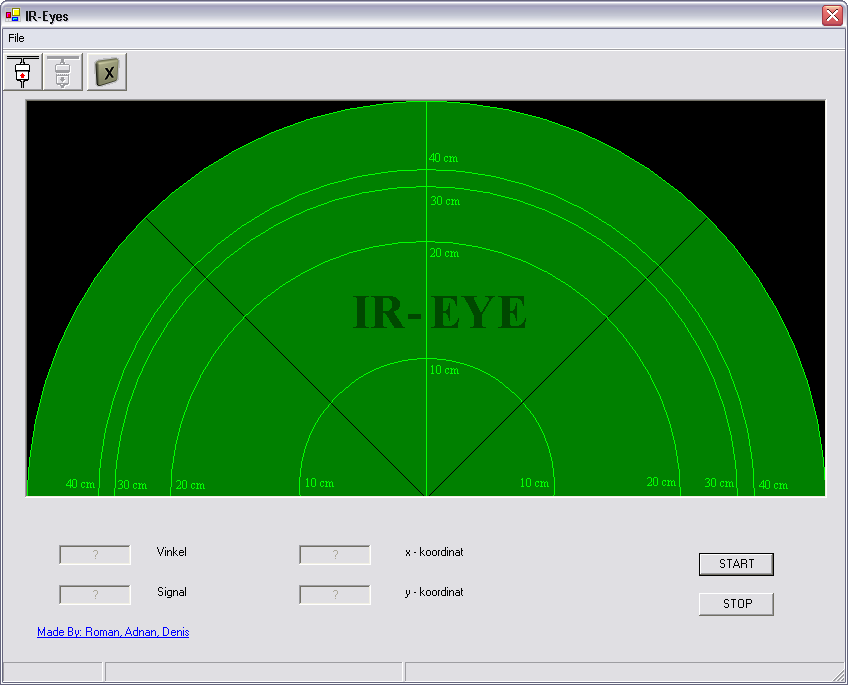 IR-Eyes
File
X
40 cm
30 cm
20 cm
IR-EYE
10 cm
40 cm 30 cm 20 cm 10 cm 10 cm 20 cm 30 cm 40 cm
? Vinkel ? x - koordinat
START
? Signal ? y - koordinat
STOP
Made By: Roman, Adnan, Denis